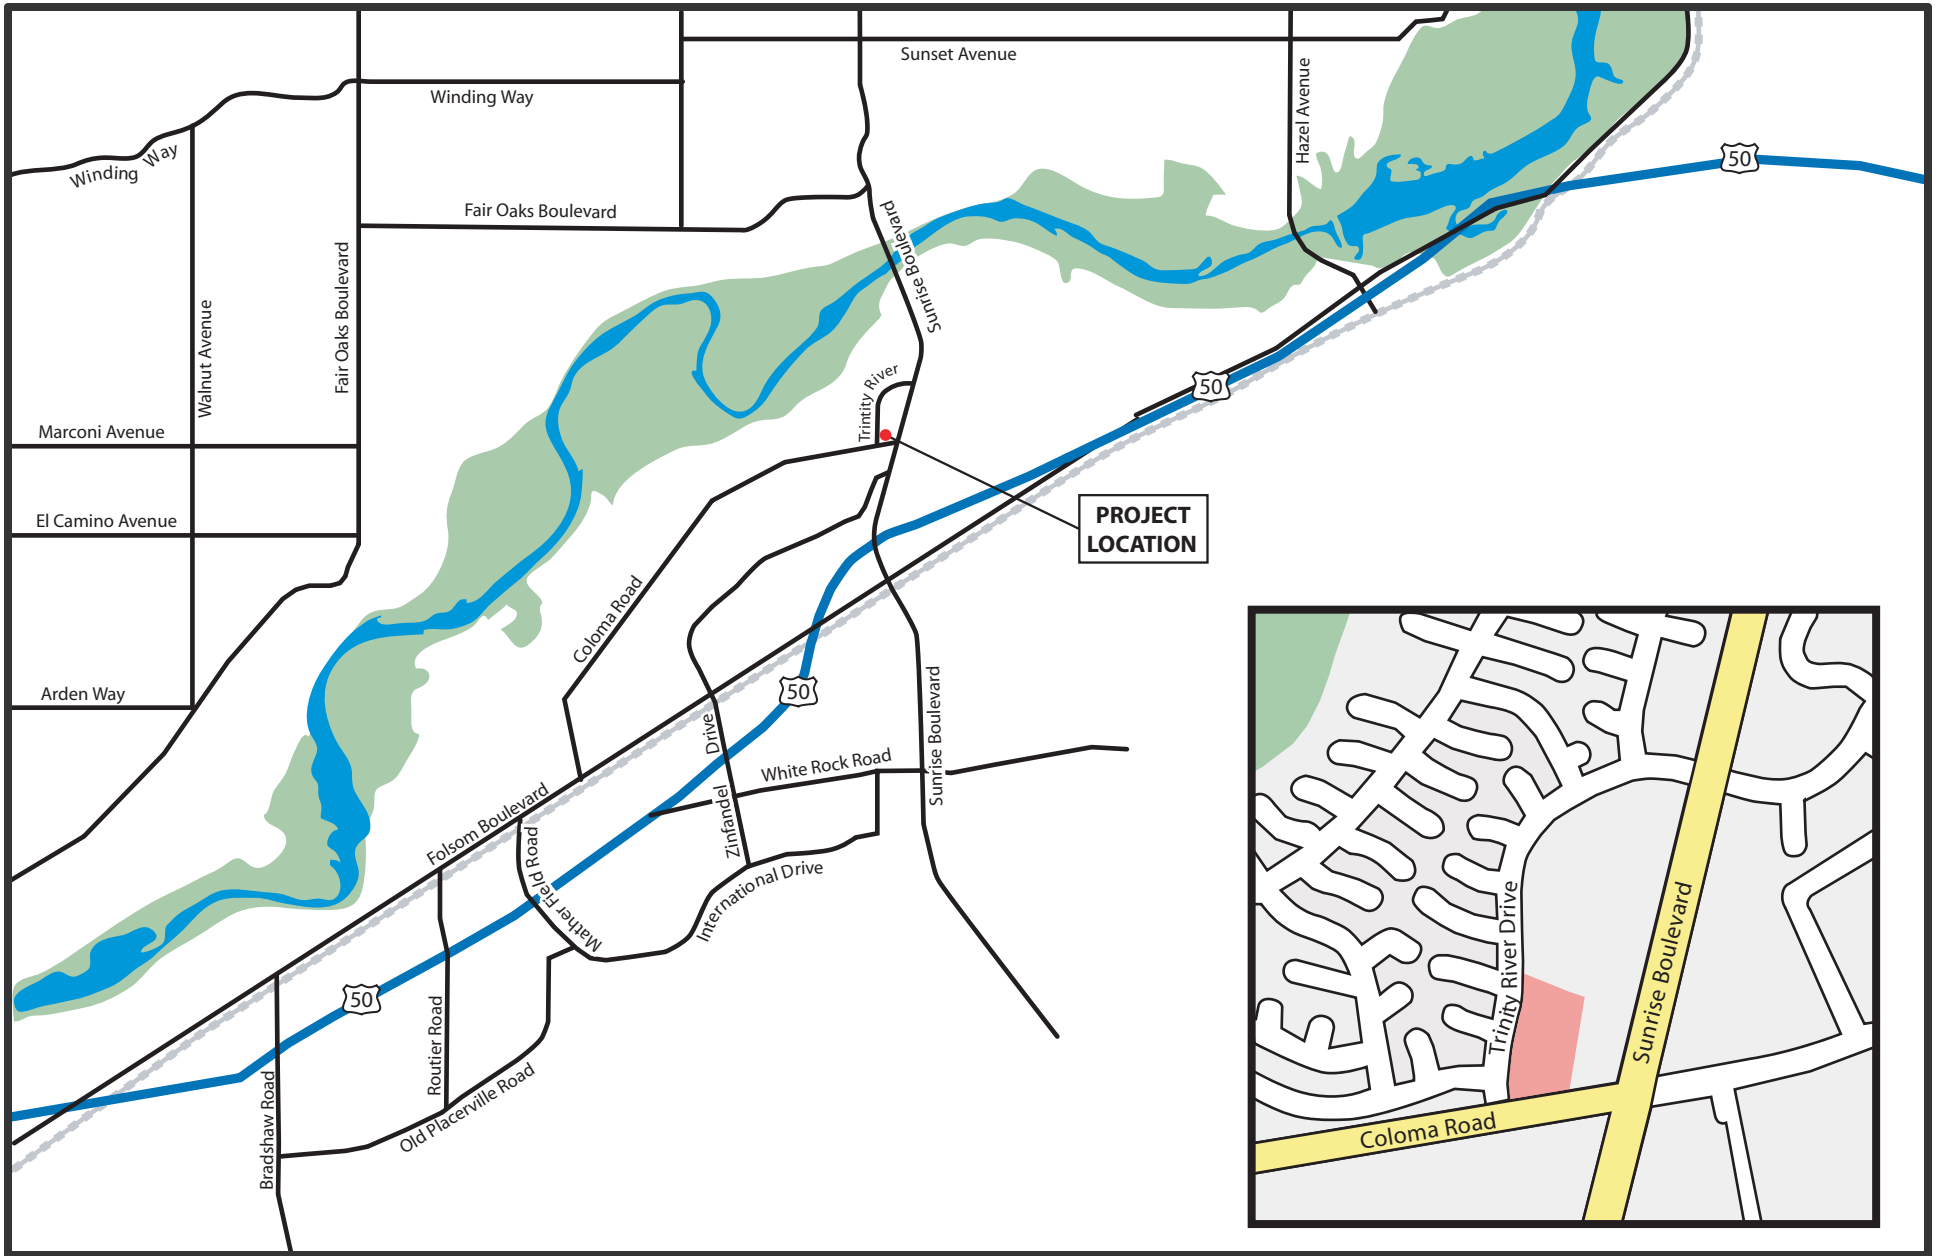 Sunset Avenue
Winding Way
Hazel Avenue
50
Winding Way
Fair Oaks Boulevard
Sunrise Boulevard
Fair Oaks Boulevard
Walnut Avenue
Trintity River
50
Marconi Avenue
El Camino Avenue
PROJECT
LOCATION
Coloma Road
Arden Way
50
Sunrise Boulevard
Zinfandel Drive
White Rock Road
Folsom Boulevard
Mather Field Road
International Drive
50
Routier Road
Old Placerville Road
Bradshaw Road
Trinity River Drive
Sunrise Boulevard
Coloma Road